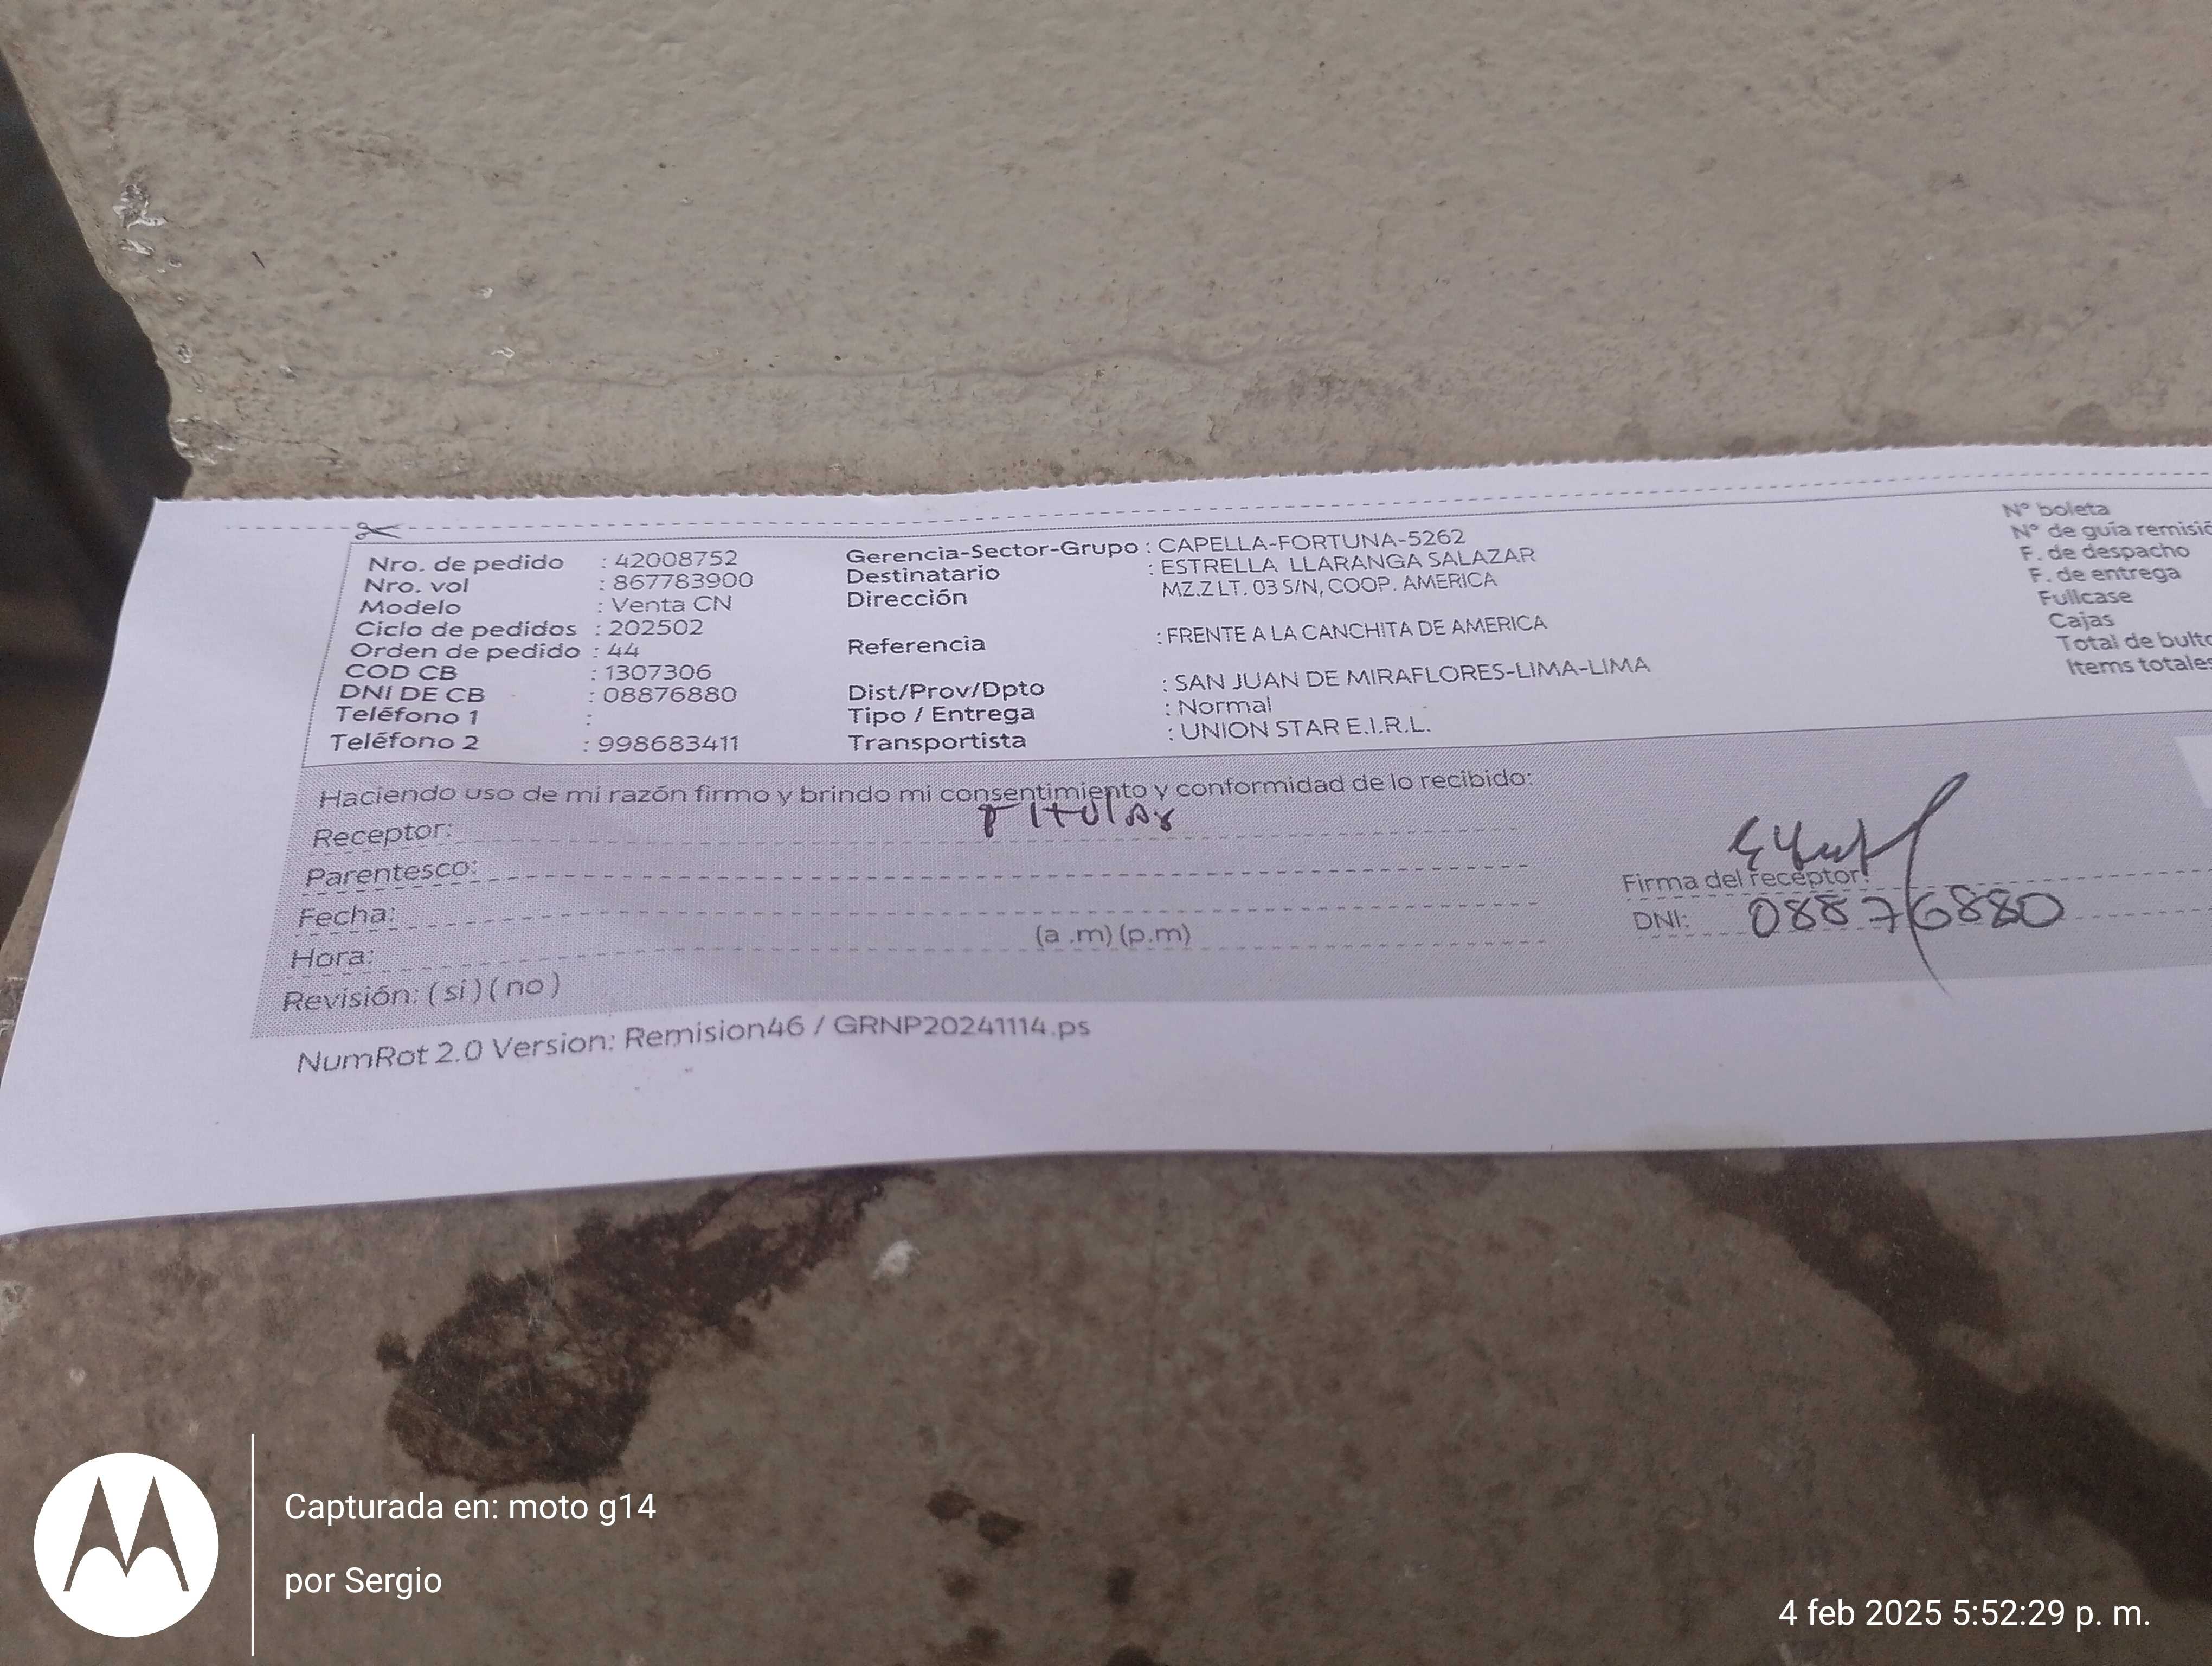 Nro. de pedido : 42008752
Nro. vol : 867783900
Modelo : Venta CN
Ciclo de pedidos : 202502
Orden de pedido : 44
COD CB : 1307306
DNI DE CB : 08876880
Teléfono 1 :
Teléfono 2 : 998683411
Gerencia-Sector-Grupo : CAPELLA-FORTUNA-5262
Destinatario : ESTRELLA LLARANGA SALAZAR
Dirección MZ.Z LT. 03 S/N, COOP. AMERICA
Referencia : FRENTE A LA CANCHITA DE AMERICA
Dist/Prov/Dpto : SAN JUAN DE MIRAFLORES-LIMA-LIMA
Tipo / Entrega : Normal
Transportista : UNION STAR E.I.R.L.
N° boleta
N° de guía remisió
F. de despacho
F. de entrega
Fullcase
Cajas
Total de bulto
Items totales
Haciendo uso de mi razón firmo y brindo mi consentimiento y conformidad de lo recibido:
Receptor: Titular
Parentesco:
Fecha:
Hora: (a .m) (p.m)
Revisión: ( si ) ( no )
Firma del receptor:
DNI: 08876880
NumRot 2.0 Version: Remision46 / GRNP20241114.ps
Capturada en: moto g14
por Sergio
4 feb 2025 5:52:29 p. m.